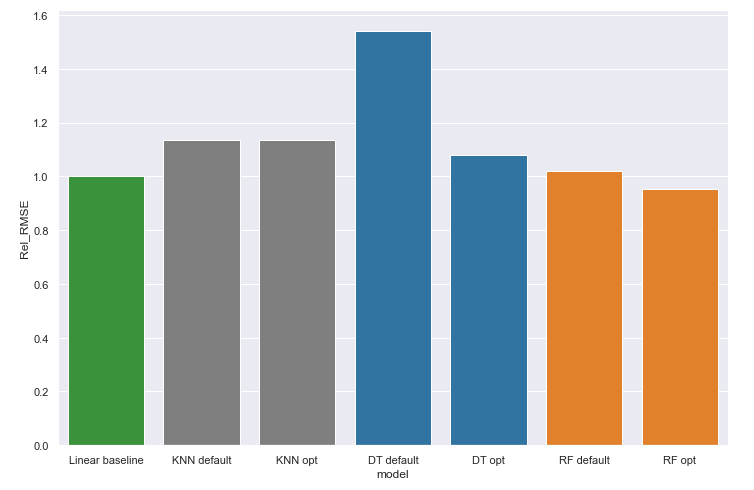 1.6
1.4
1.2
1.0
0.8
0.6
0.4
0.2
0.0
Rel_RMSE
Linear baseline
KNN default
KNN opt
DT default
DT opt
RF default
RF opt
model